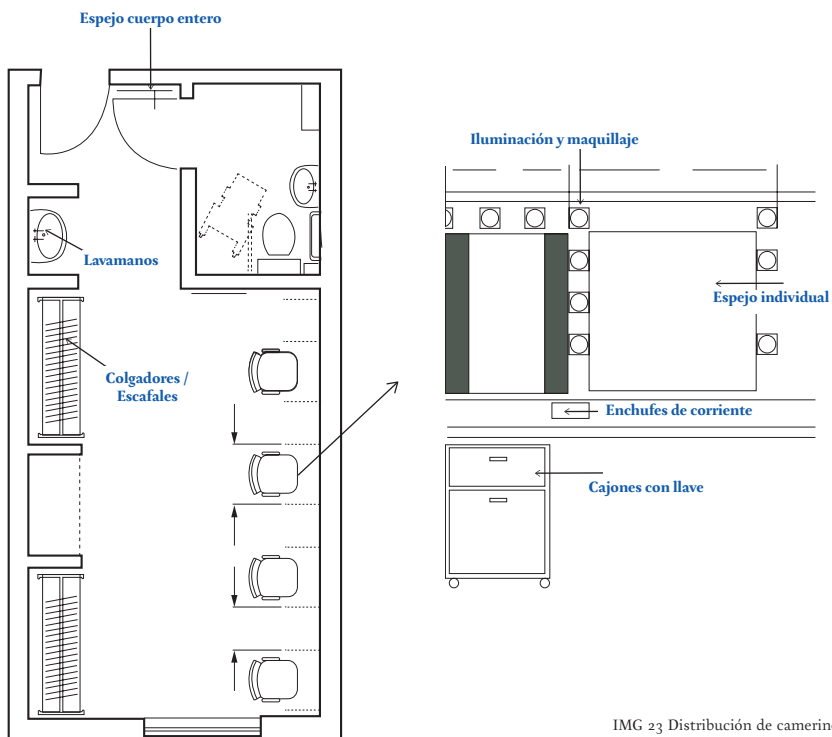 Espejo cuerpo entero
Iluminación y maquillaje
Lavamanos
Espejo individual
Colgadores /
Escafales
Enchufes de corriente
Cajones con llave
IMG 23 Distribución de camerin